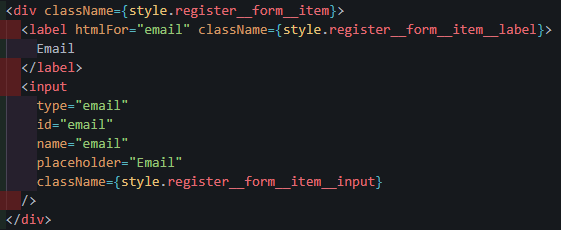 <div className={style.register__form__item}>
<label htmlFor="email" className={style.register__form__item__label}>
Email
</label>
<input
type="email"
id="email"
name="email"
placeholder="Email"
className={style.register__form__item__input}
/>
</div>